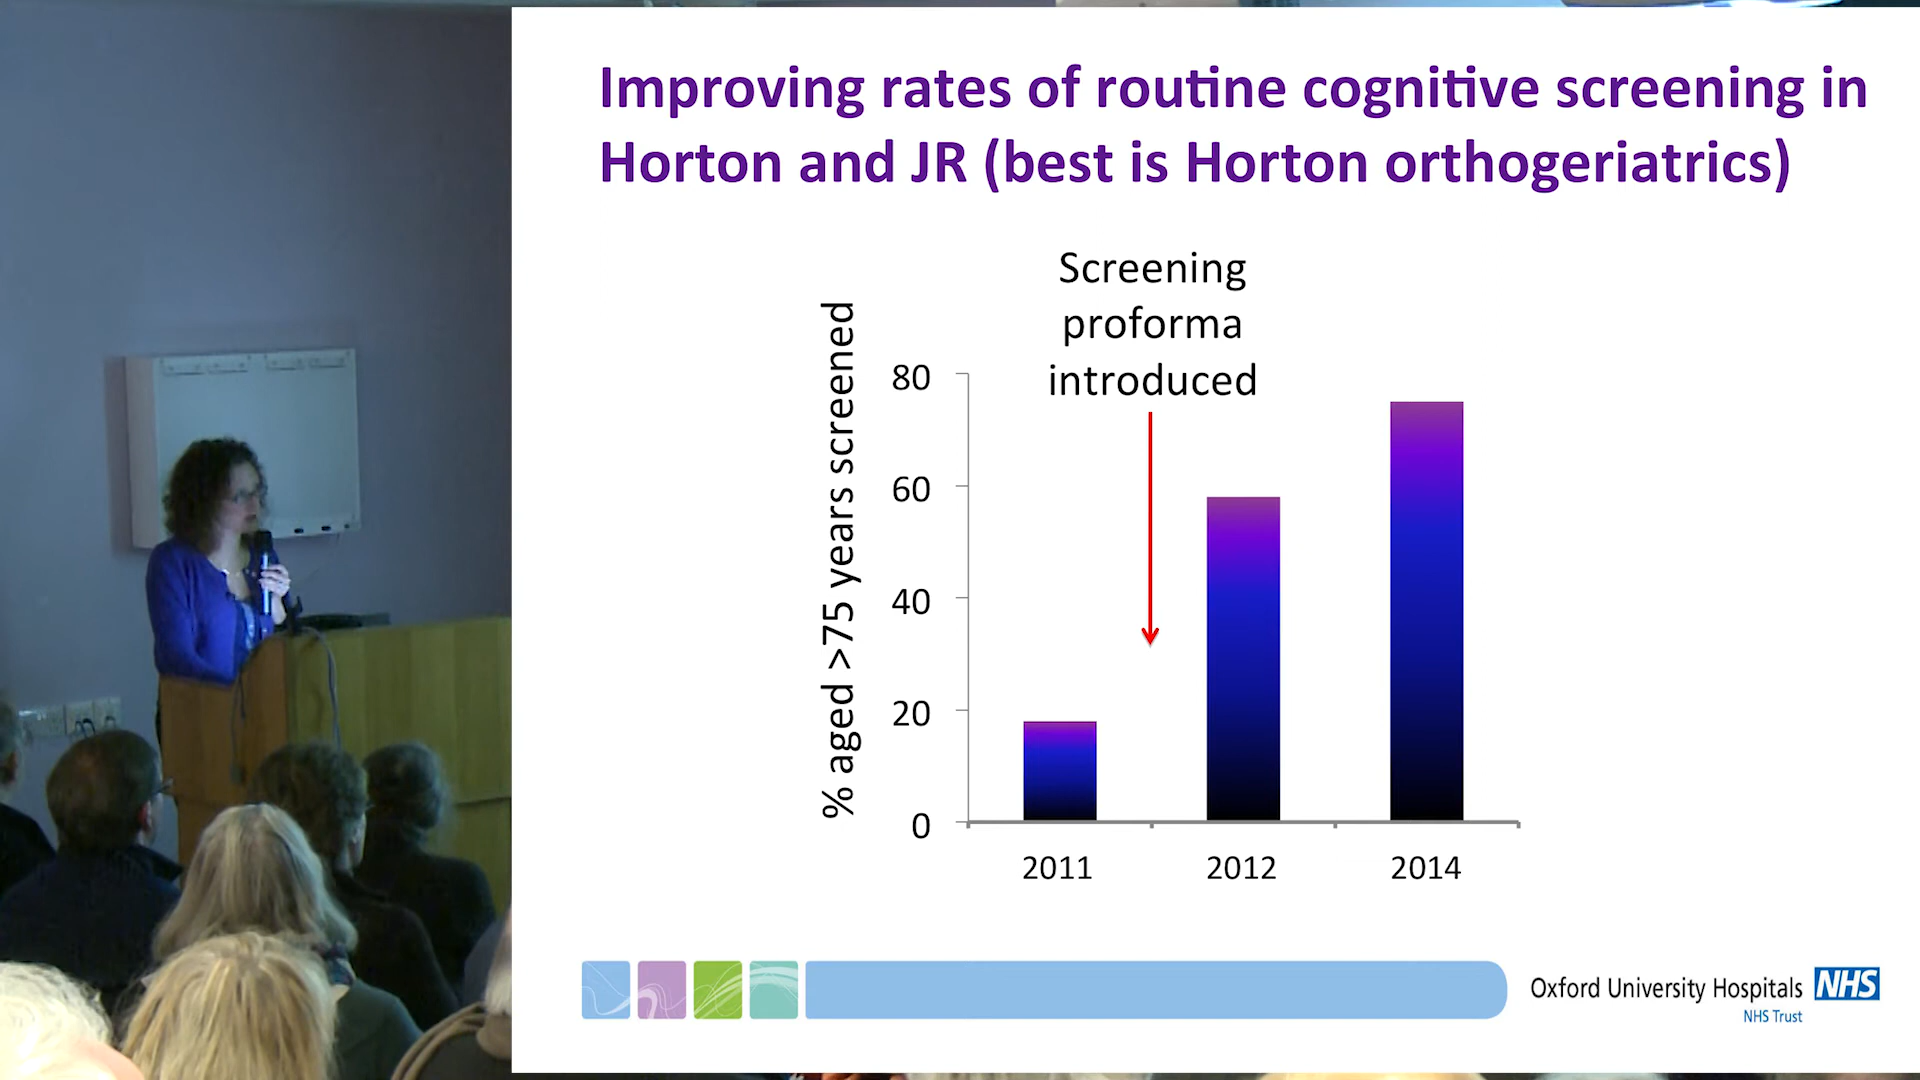 Improving rates of routine cognitive screening in
Horton and JR (best is Horton orthogeriatrics)
Screening
proforma
introduced
% aged >75 years screened
80
60
40
20
0
2011
2012
2014
Oxford University Hospitals NHS
NHS Trust